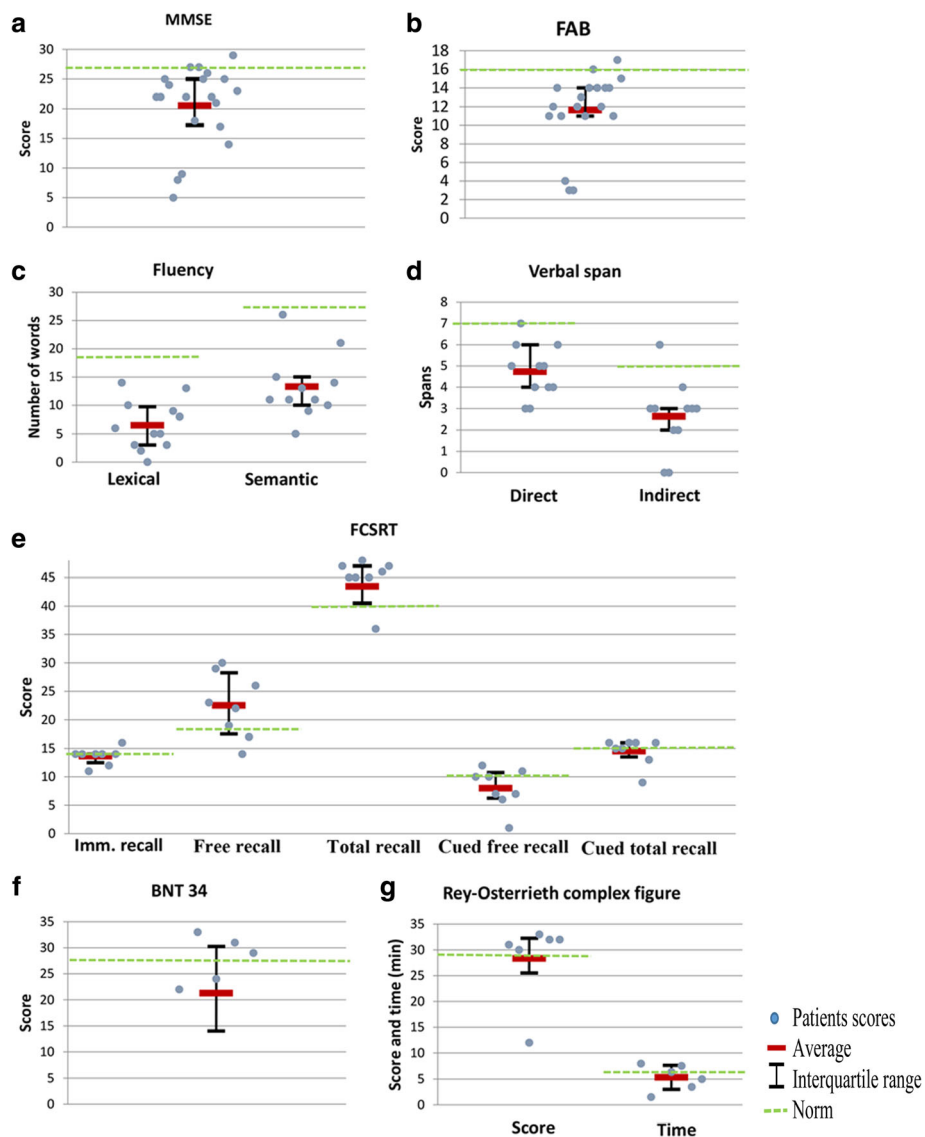 a
MMSE
Score
30
25
20
15
10
5
0
b
FAB
Score
18
16
14
12
10
8
6
4
2
0
c
Fluency
Number of words
30
25
20
15
10
5
0
Lexical Semantic
d
Verbal span
Spans
8
7
6
5
4
3
2
1
0
Direct Indirect
e
FCSRT
Score
45
40
35
30
25
20
15
10
5
0
Imm. recall Free recall Total recall Cued free recall Cued total recall
f
BNT 34
Score
35
30
25
20
15
10
5
0
g
Rey-Osterrieth complex figure
Score and time (min)
35
30
25
20
15
10
5
0
Score Time
Patients scores
Average
Interquartile range
Norm